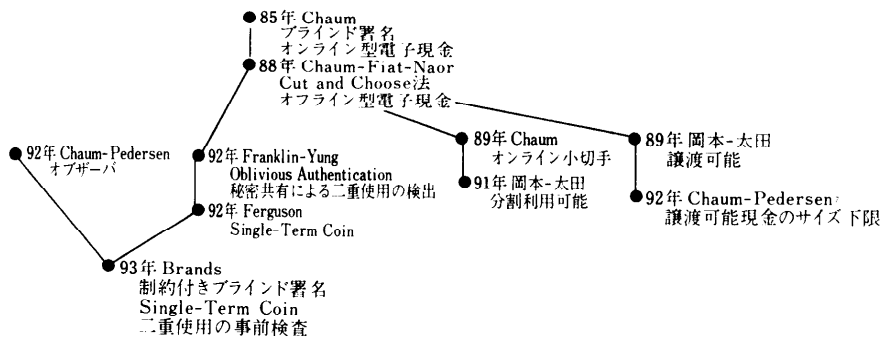 85年 Chaum
ブラインド署名
オンライン型電子現金
88年 Chaum-Fiat-Naor
Cut and Choose法
オフライン型電子現金
92年 Chaum-Pedersen
オブザーバ
92年 Franklin-Yung
Oblivious Authentication
秘密共有による二重使用の検出
92年 Ferguson
Single-Term Coin
93年 Brands
制約付きブラインド署名
Single-Term Coin
二重使用の事前検査
89年 Chaum
オンライン小切手
91年 岡本-太田
分割利用可能
89年 岡本-太田
譲渡可能
92年 Chaum-Pedersen
譲渡可能現金のサイズ下限